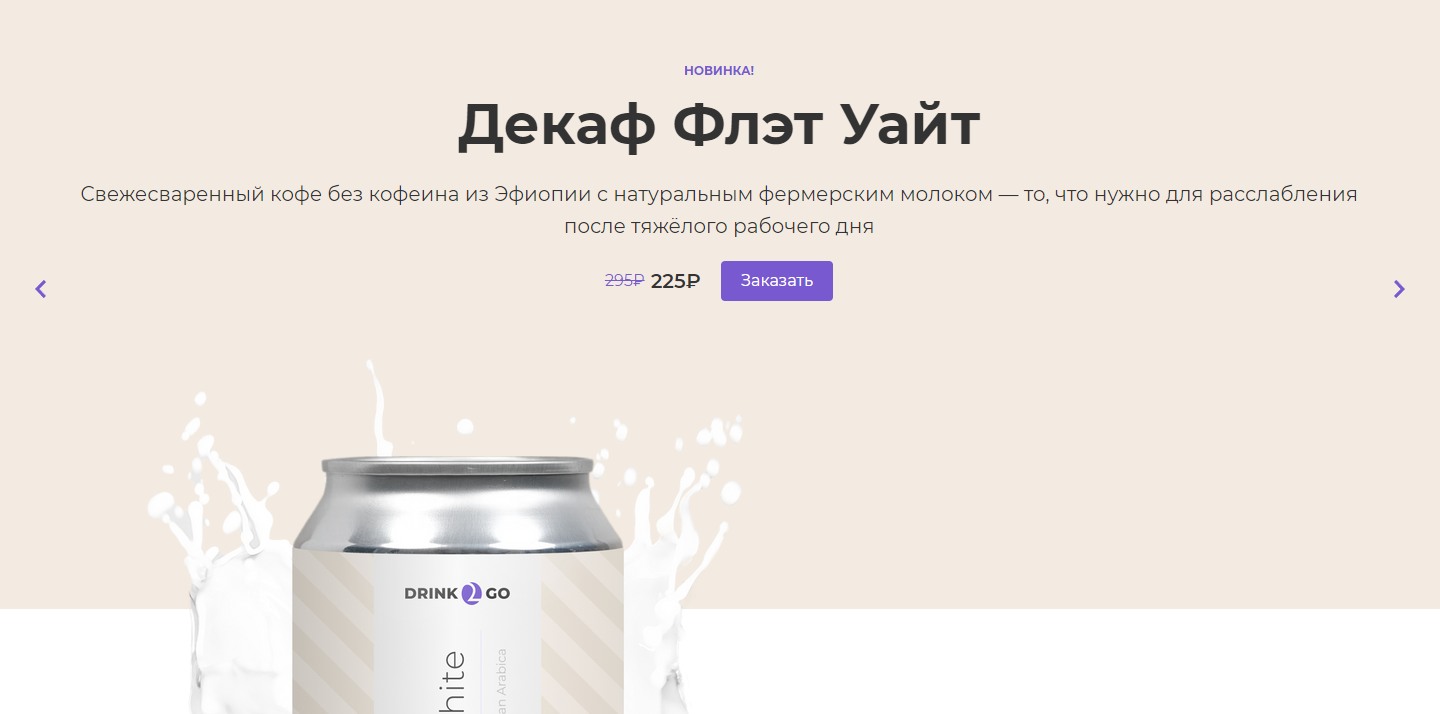 НОВИНКА!
Декаф Флэт Уайт
Свежесваренный кофе без кофеина из Эфиопии с натуральным фермерским молоком — то, что нужно для расслабления
после тяжёлого рабочего дня
295₽ 225₽ Заказать
DRINK 2 GO
hite
an Arabica